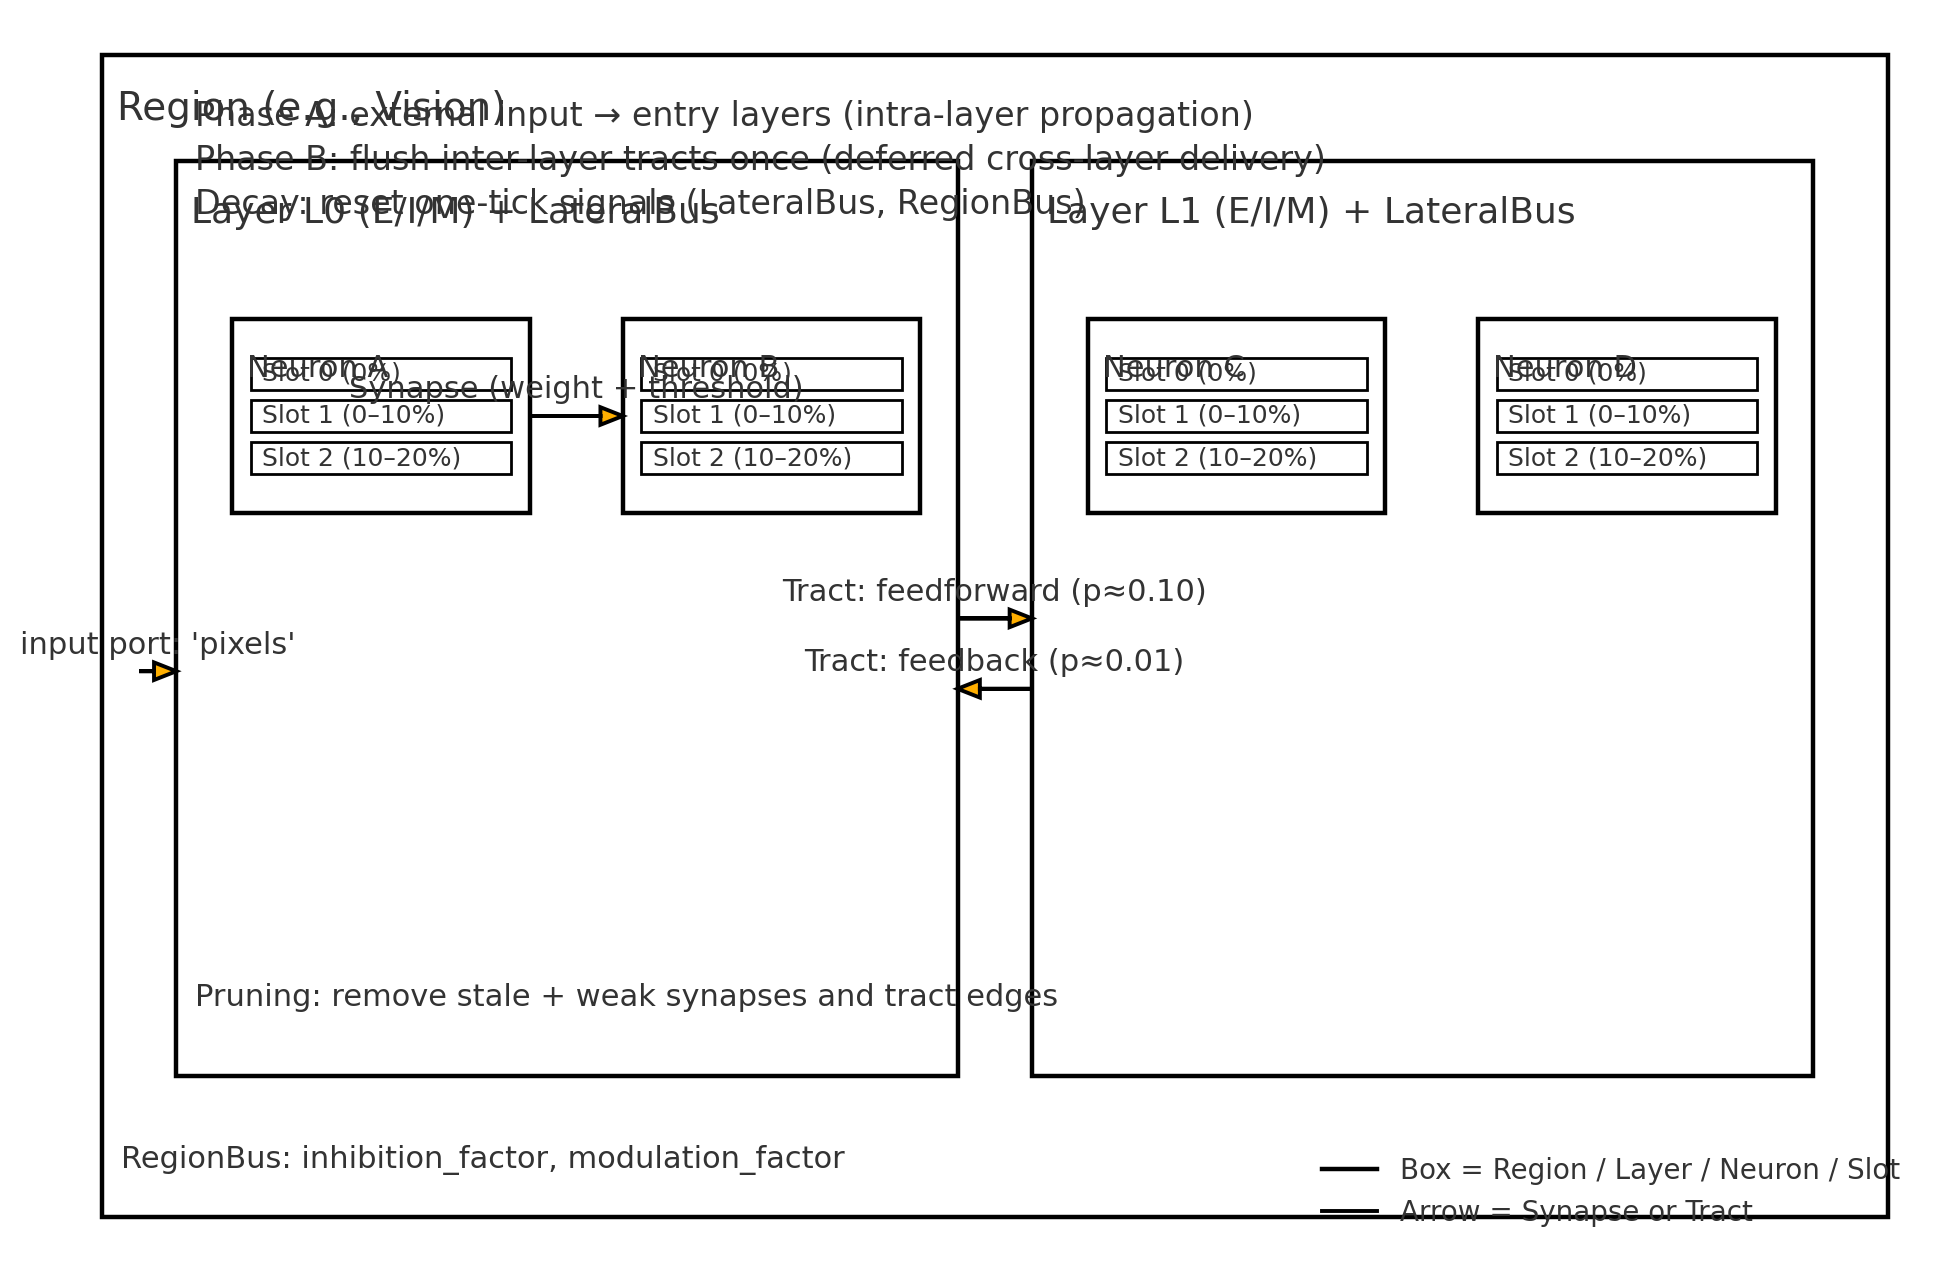 Region (e.g., Vision)
Phase A: external input → entry layers (intra-layer propagation)
Phase B: flush inter-layer tracts once (deferred cross-layer delivery)
Decay: reset one-tick signals (LateralBus, RegionBus)
Layer L0 (E/I/M) + LateralBus
Layer L1 (E/I/M) + LateralBus
Neuron A
Slot 0 (0%)
Slot 1 (0–10%)
Slot 2 (10–20%)
Synapse (weight + threshold)
Neuron B
Slot 0 (0%)
Slot 1 (0–10%)
Slot 2 (10–20%)
Neuron C
Slot 0 (0%)
Slot 1 (0–10%)
Slot 2 (10–20%)
Neuron D
Slot 0 (0%)
Slot 1 (0–10%)
Slot 2 (10–20%)
Tract: feedforward (p≈0.10)
input port: 'pixels'
Tract: feedback (p≈0.01)
Pruning: remove stale + weak synapses and tract edges
RegionBus: inhibition_factor, modulation_factor
Box = Region / Layer / Neuron / Slot
Arrow = Synapse or Tract